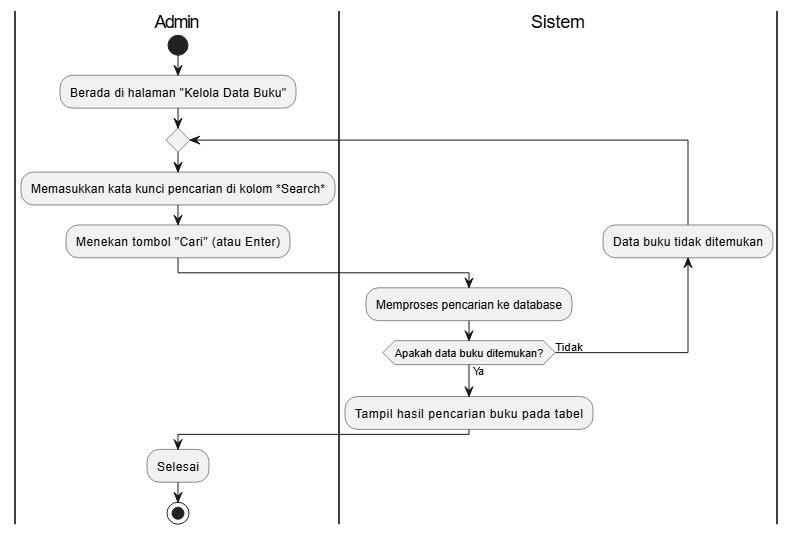 Admin
Sistem
Berada di halaman "Kelola Data Buku"
Memasukkan kata kunci pencarian di kolom *Search*
Menekan tombol "Cari" (atau Enter)
Data buku tidak ditemukan
Memproses pencarian ke database
Apakah data buku ditemukan?
Tidak
Ya
Tampil hasil pencarian buku pada tabel
Selesai